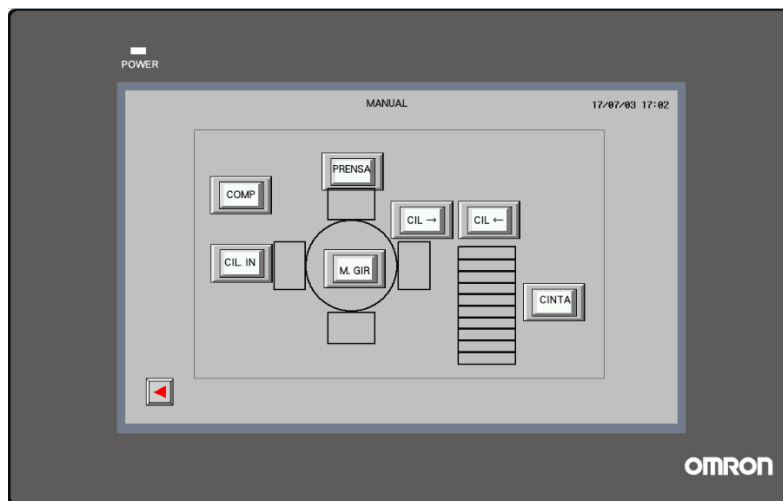 POWER
MANUAL
17/07/03 17:02
PRENSA
COMP
CIL →
CIL ←
CIL. IN
M. GIR
CINTA
OMRON